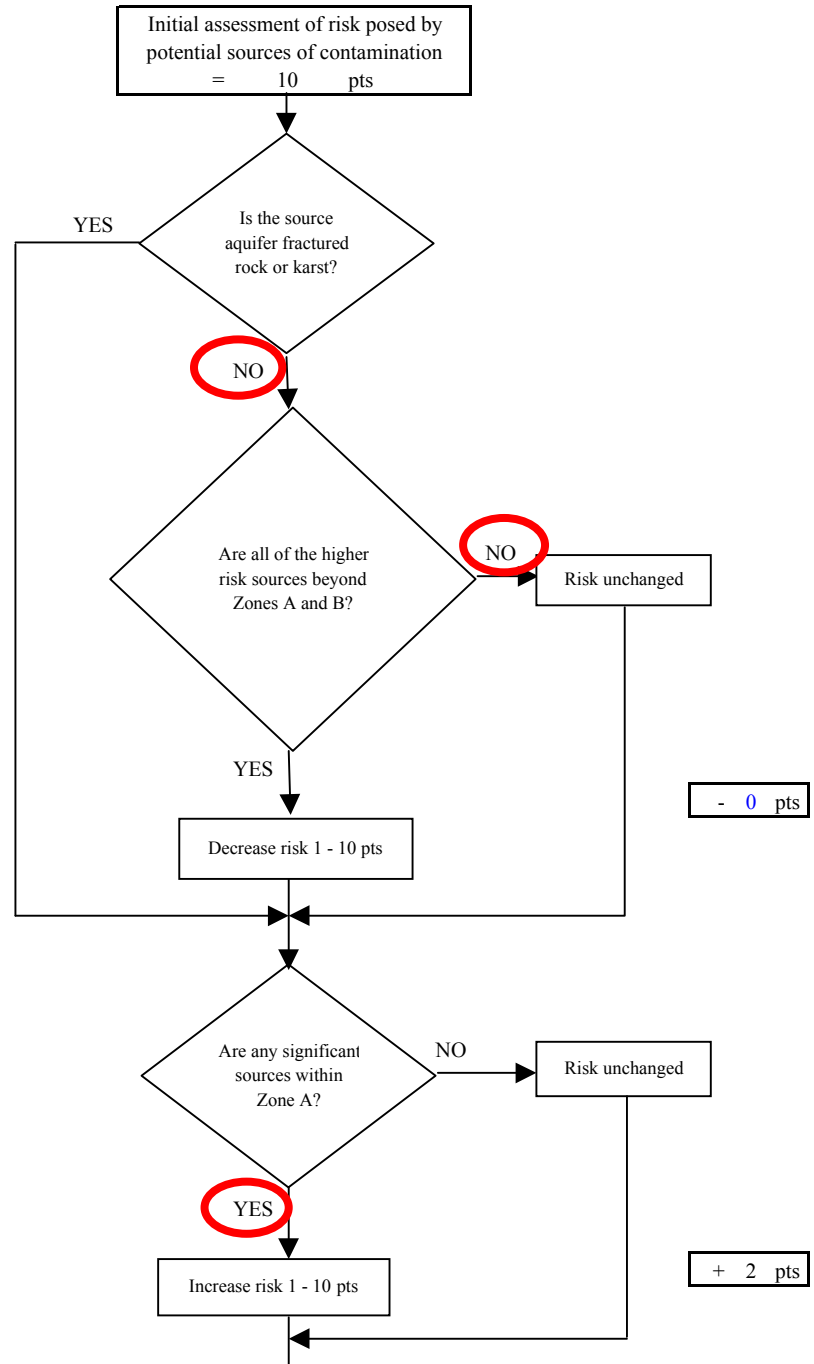 Initial assessment of risk posed by
potential sources of contamination
= 10 pts
YES
Is the source
aquifer fractured
rock or karst?
NO
Are all of the higher
risk sources beyond
Zones A and B?
NO
Risk unchanged
YES
- 0 pts
Decrease risk 1 - 10 pts
Are any significant
sources within
Zone A?
NO
Risk unchanged
YES
+ 2 pts
Increase risk 1 - 10 pts